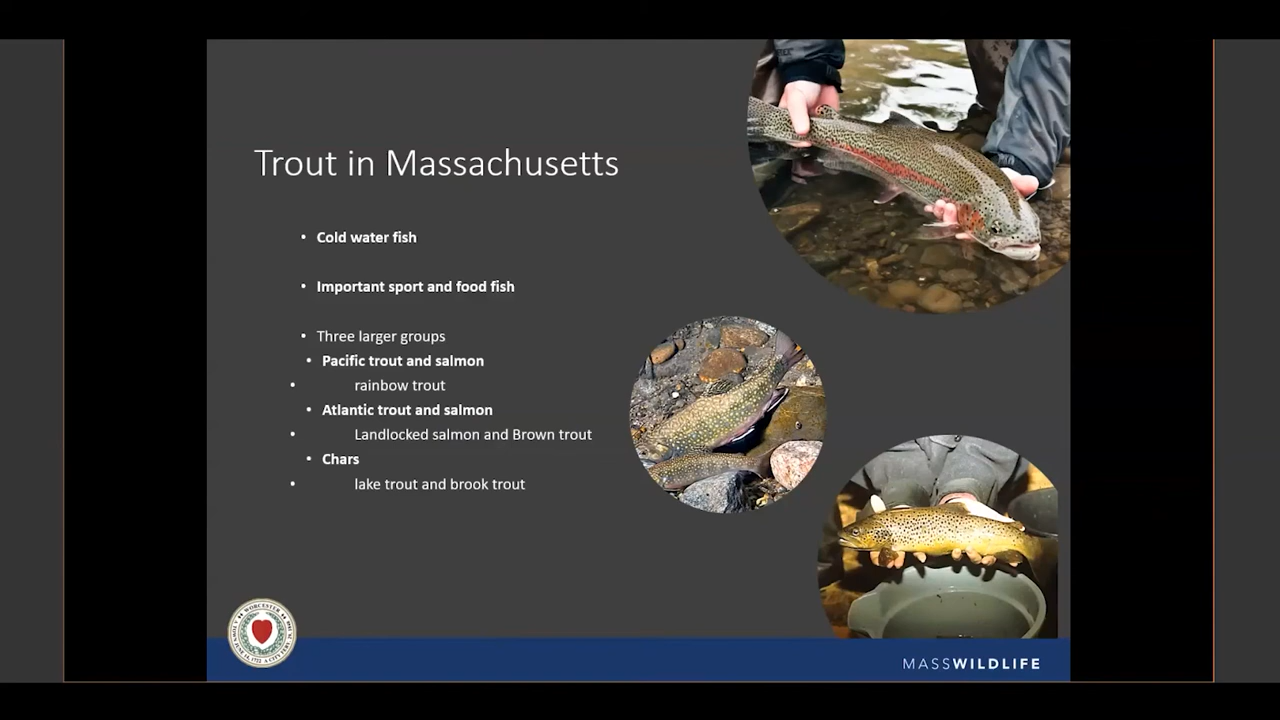 Trout in Massachusetts
• Cold water fish
• Important sport and food fish
• Three larger groups
• Pacific trout and salmon
• rainbow trout
• Atlantic trout and salmon
• Landlocked salmon and Brown trout
• Chars
• lake trout and brook trout
WORCESTER
MASSWILDLIFE